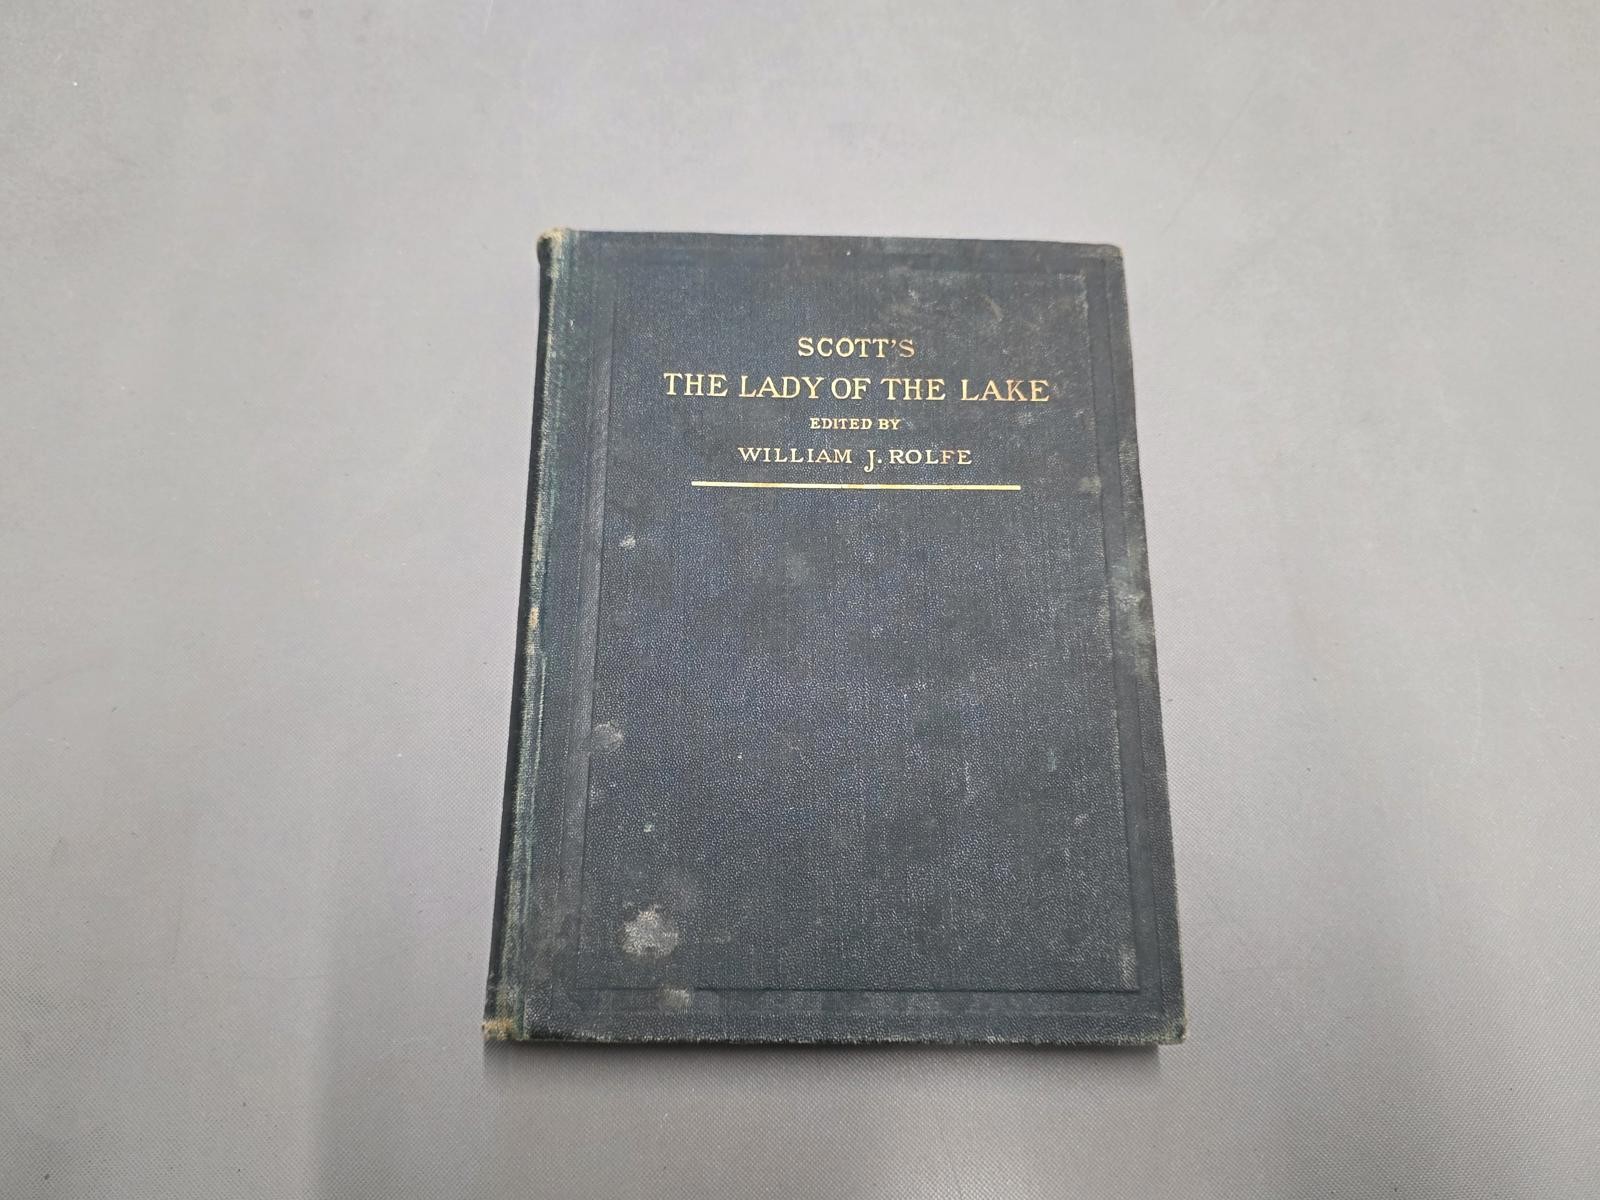 SCOTT'S
THE LADY OF THE LAKE
EDITED BY
WILLIAM J. ROLFE